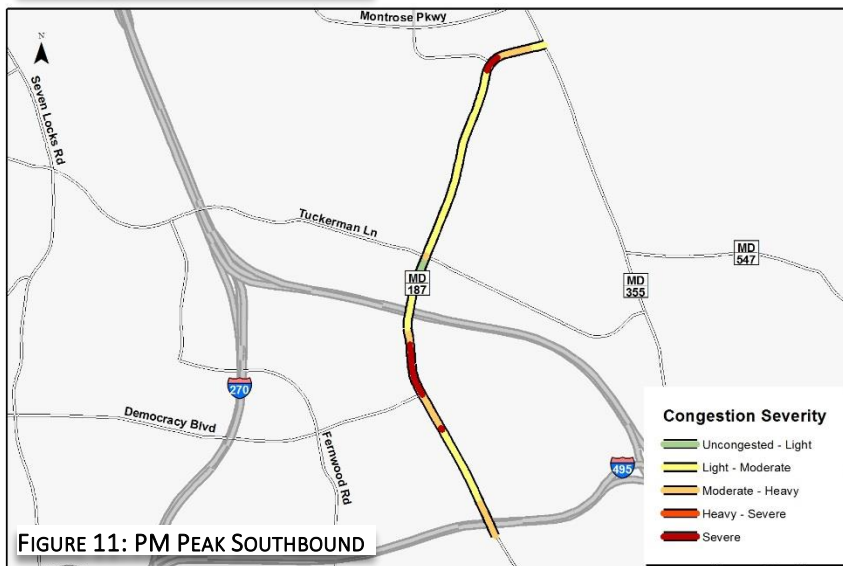 Montrose Pkwy
N
Seven Locks Rd
Tuckerman Ln
MD
547
MD
187
MD
355
270
Democracy Blvd
Fernwood Rd
495
Congestion Severity
Uncongested - Light
Light - Moderate
Moderate - Heavy
Heavy - Severe
Severe
FIGURE 11: PM PEAK SOUTHBOUND